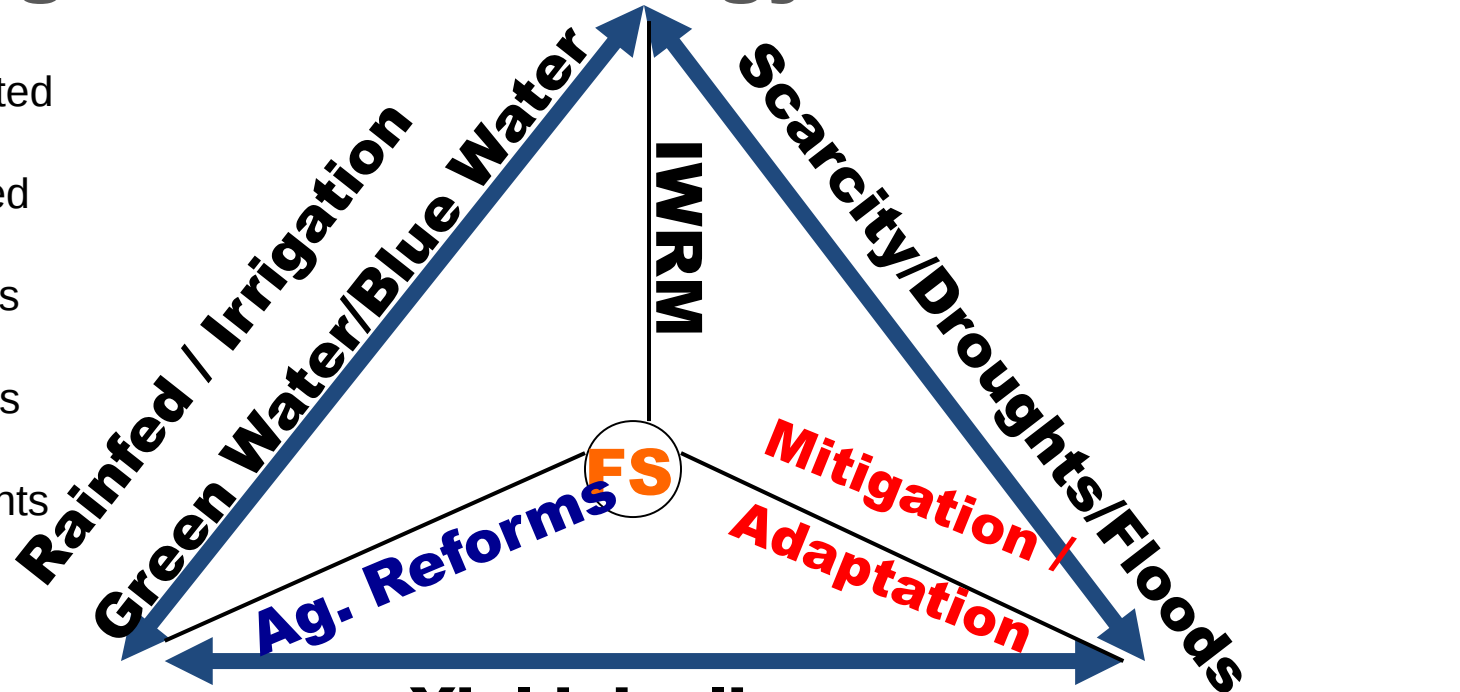 Rainfed / Irrigation
Green Water/Blue Water
Scarcity/Droughts/Floods
IWRM
FS
Mitigation /
Adaptation
Ag. Reforms